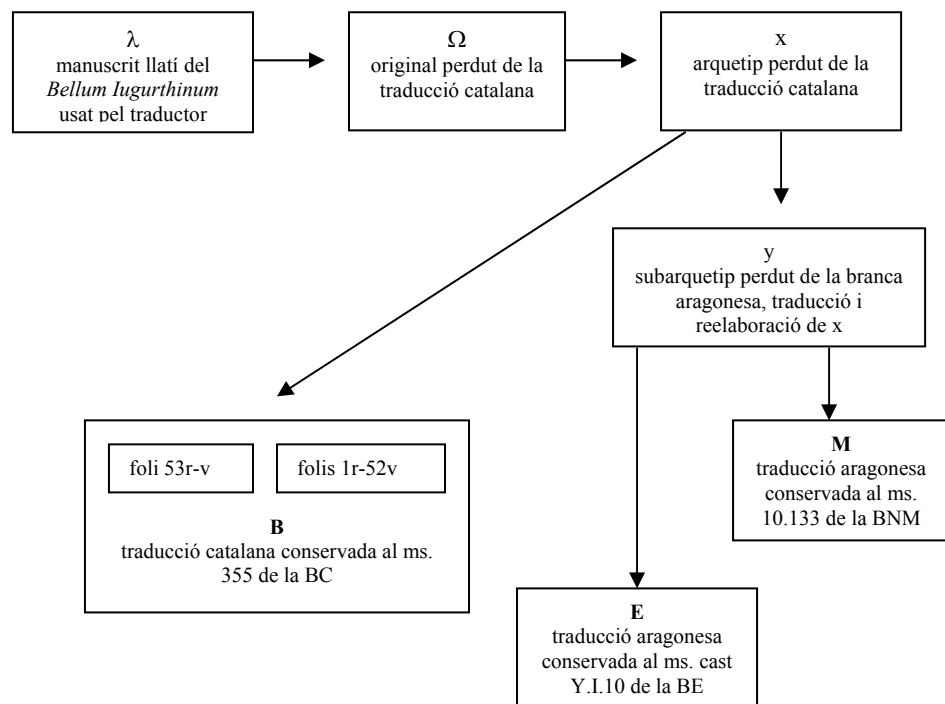 λ
manuscrit llatí del
Bellum Iugurthinum
usat pel traductor
Ω
original perdut de la
traducció catalana
x
arquetip perdut de la
traducció catalana
y
subarquetip perdut de la branca
aragonesa, traducció i
reelaboració de x
foli 53r-v
folis 1r-52v
B
traducció catalana conservada al ms.
355 de la BC
M
traducció aragonesa
conservada al ms.
10.133 de la BNM
E
traducció aragonesa
conservada al ms. cast
Y.I.10 de la BE